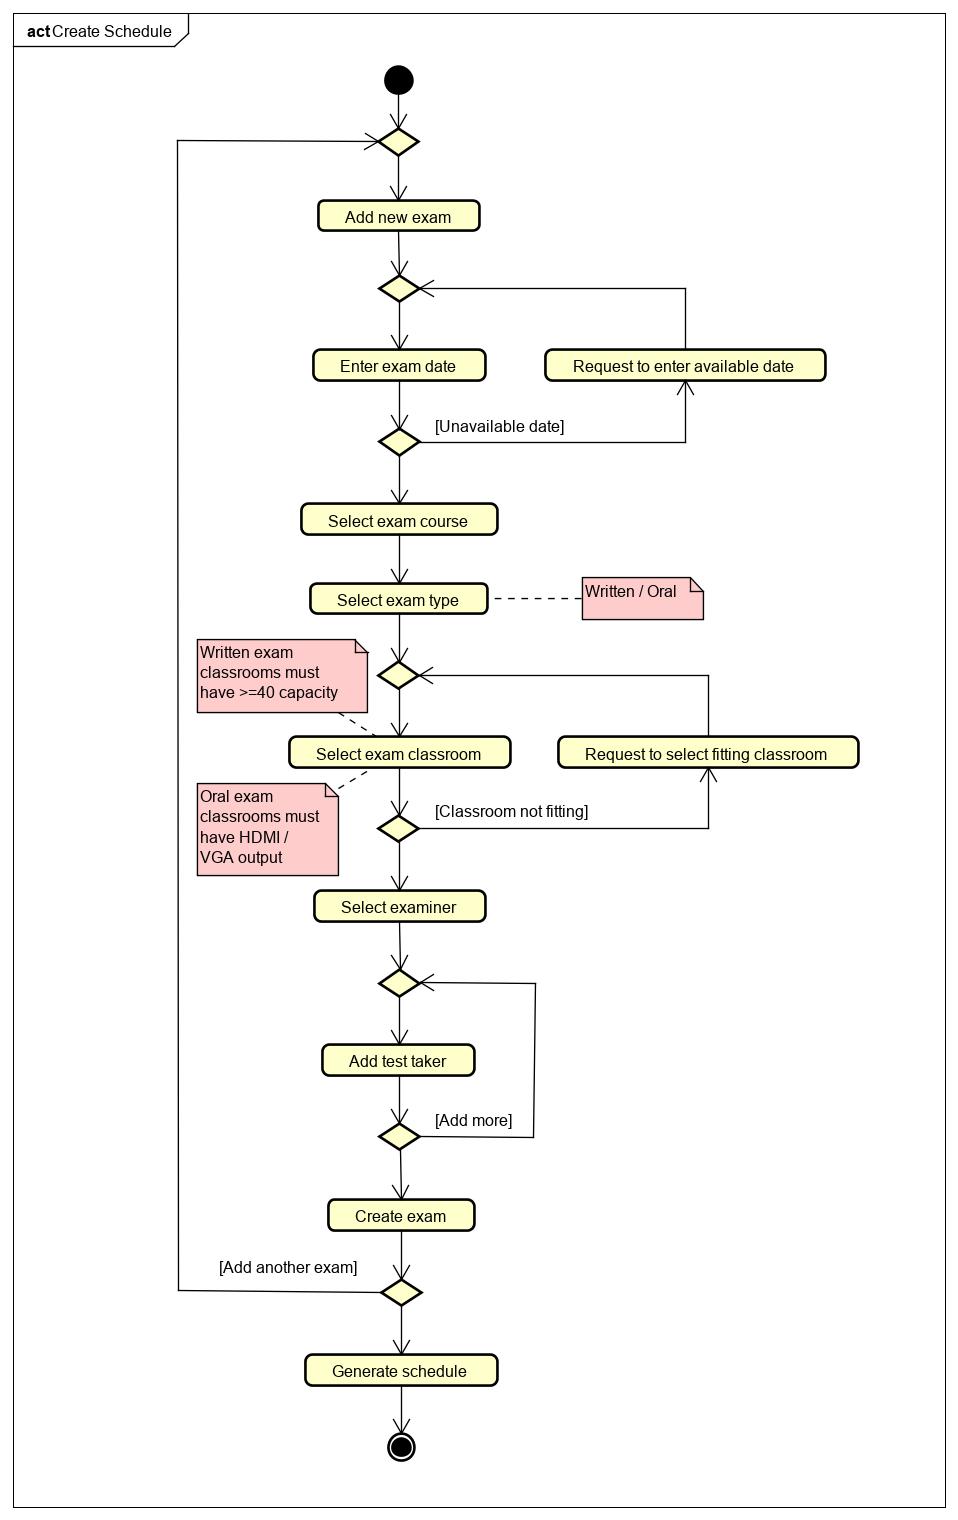 act Create Schedule
Add new exam
Enter exam date
Request to enter available date
[Unavailable date]
Select exam course
Select exam type
Written / Oral
Written exam
classrooms must
have >=40 capacity
Select exam classroom
Request to select fitting classroom
Oral exam
classrooms must
have HDMI /
VGA output
[Classroom not fitting]
Select examiner
Add test taker
[Add more]
Create exam
[Add another exam]
Generate schedule